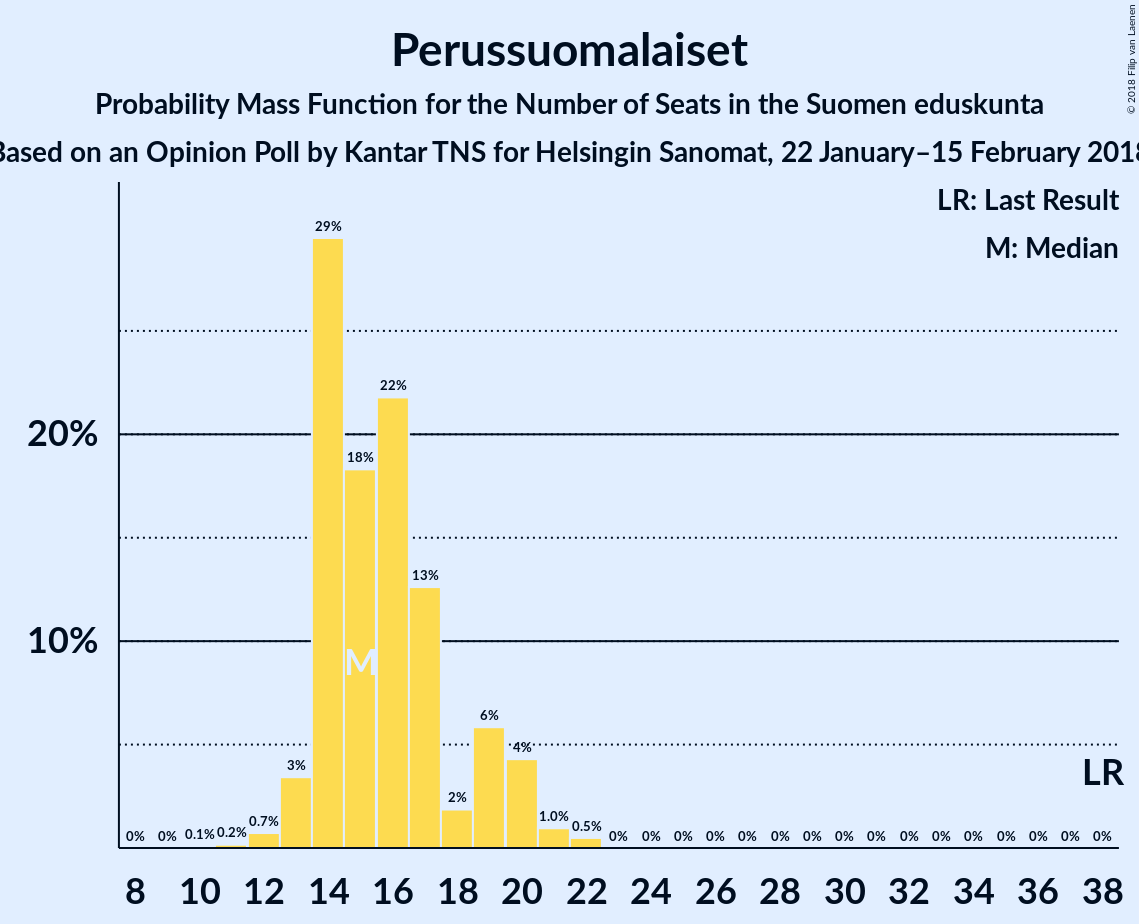 Perussuomalaiset
Probability Mass Function for the Number of Seats in the Suomen eduskunta
Based on an Opinion Poll by Kantar TNS for Helsingin Sanomat, 22 January–15 February 2018
© 2018 Filip van Laenen
LR: Last Result
M: Median
29%
22%
20%
18%
13%
10%
M
6%
4%
3%
LR
2%
0% 0% 0.1% 0.2% 0.7% 1.0% 0.5% 0% 0% 0% 0% 0% 0% 0% 0% 0% 0% 0% 0% 0% 0% 0% 0%
8 10 12 14 16 18 20 22 24 26 28 30 32 34 36 38